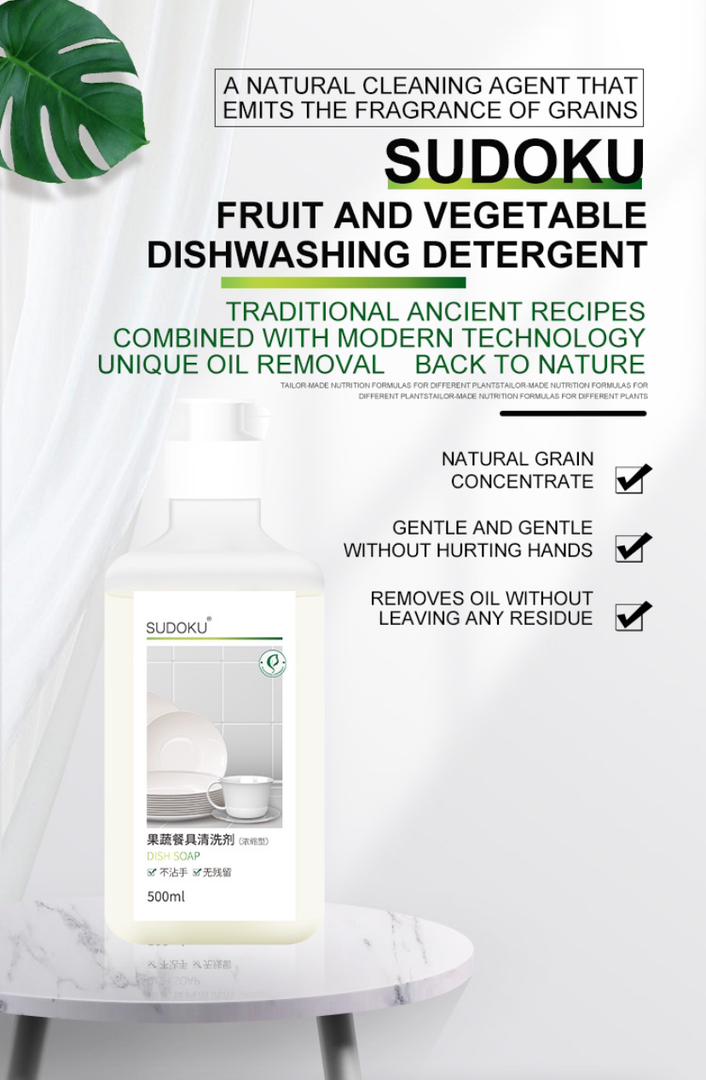 A NATURAL CLEANING AGENT THAT
EMITS THE FRAGRANCE OF GRAINS
SUDOKU
FRUIT AND VEGETABLE
DISHWASHING DETERGENT
TRADITIONAL ANCIENT RECIPES
COMBINED WITH MODERN TECHNOLOGY
UNIQUE OIL REMOVAL BACK TO NATURE
TAILOR-MADE NUTRITION FORMULAS FOR DIFFERENT PLANTSTAILOR-MADE NUTRITION FORMULAS FOR
DIFFERENT PLANTSTAILOR-MADE NUTRITION FORMULAS FOR DIFFERENT PLANTS
NATURAL GRAIN
CONCENTRATE
GENTLE AND GENTLE
WITHOUT HURTING HANDS
REMOVES OIL WITHOUT
LEAVING ANY RESIDUE
SUDOKU®
果蔬餐具清洗剂 (浓缩型)
DISH SOAP
不沾手 无残留
500ml